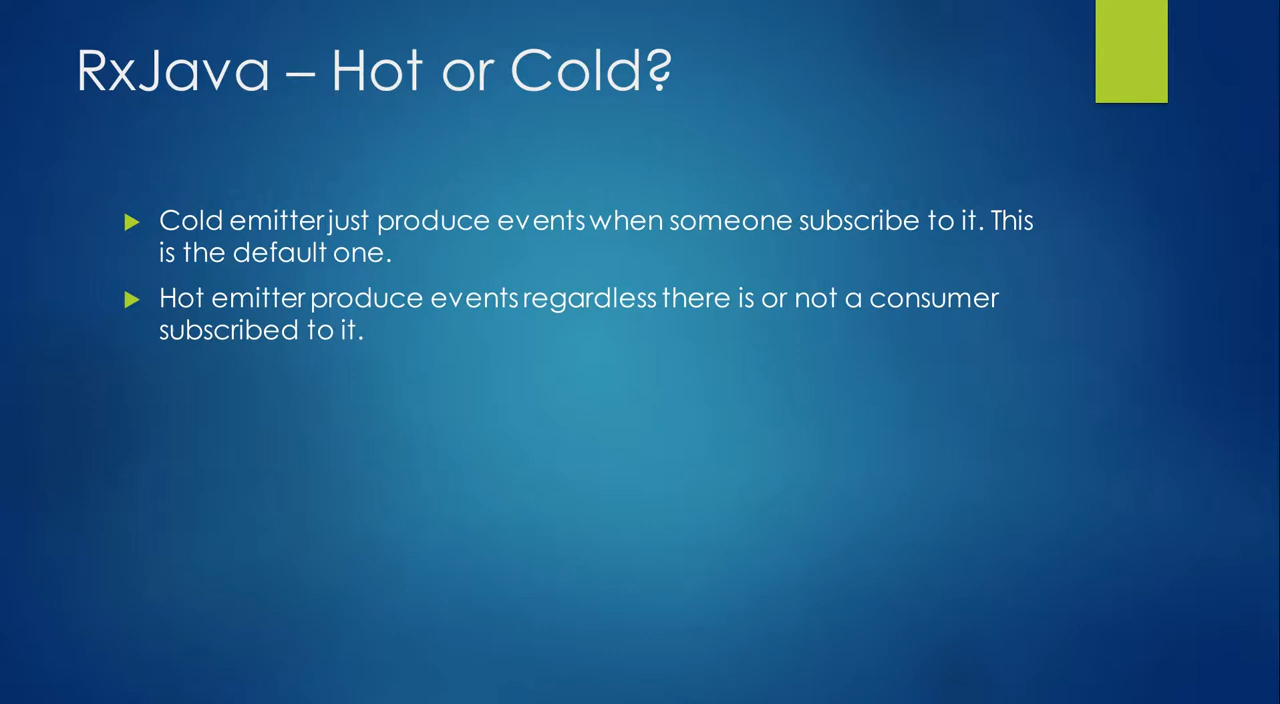 RxJava – Hot or Cold?
Cold emitter just produce events when someone subscribe to it. This
is the default one.
Hot emitter produce events regardless there is or not a consumer
subscribed to it.